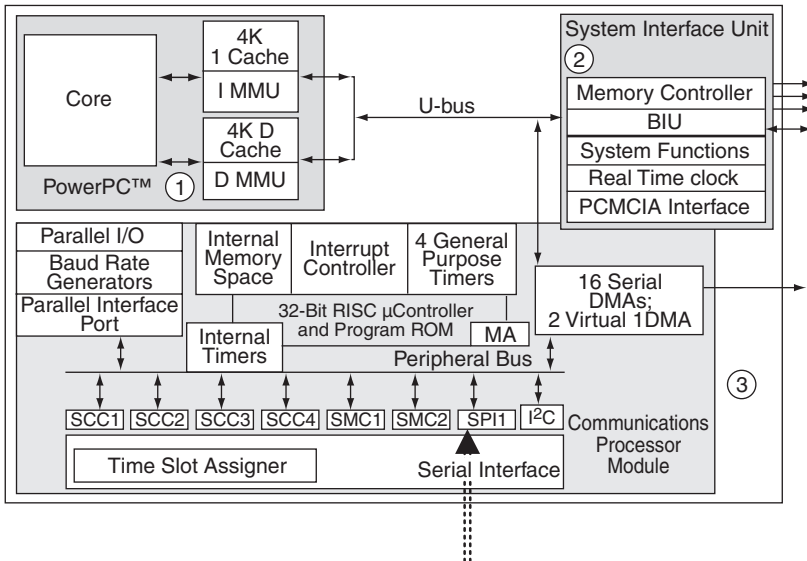 Core
4K
1 Cache
I MMU
4K D
Cache
D MMU
PowerPC™
1
U-bus
System Interface Unit
2
Memory Controller
BIU
System Functions
Real Time clock
PCMCIA Interface
Parallel I/O
Baud Rate
Generators
Parallel Interface
Port
Internal
Memory
Space
Interrupt
Controller
4 General
Purpose
Timers
16 Serial
DMAs;
2 Virtual 1DMA
32-Bit RISC µController
and Program ROM
MA
Internal
Timers
Peripheral Bus
3
SCC1
SCC2
SCC3
SCC4
SMC1
SMC2
SPI1
I²C
Communications
Processor
Module
Time Slot Assigner
Serial Interface